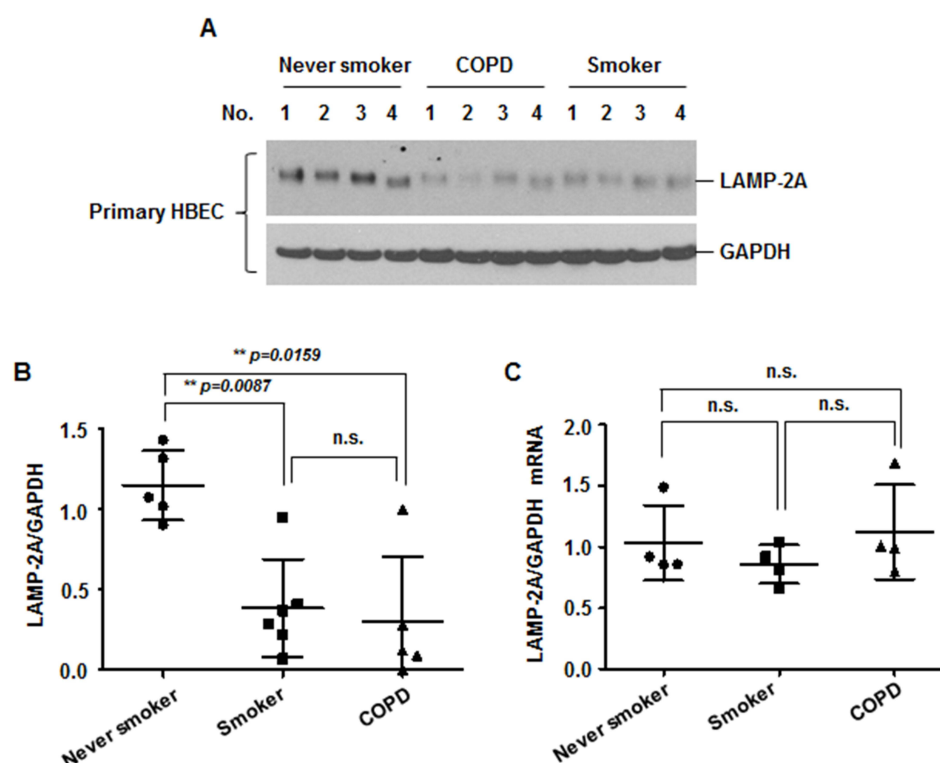 A
Never smoker COPD Smoker
No. 1 2 3 4 1 2 3 4 1 2 3 4
LAMP-2A
Primary HBEC
GAPDH
B
** p=0.0159
** p=0.0087
n.s.
LAMP-2A/GAPDH
1.5
1.0
0.5
0.0
Never smoker
Smoker
COPD
C
n.s.
n.s. n.s.
LAMP-2A/GAPDH mRNA
2.0
1.5
1.0
0.5
0.0
Never smoker
Smoker
COPD